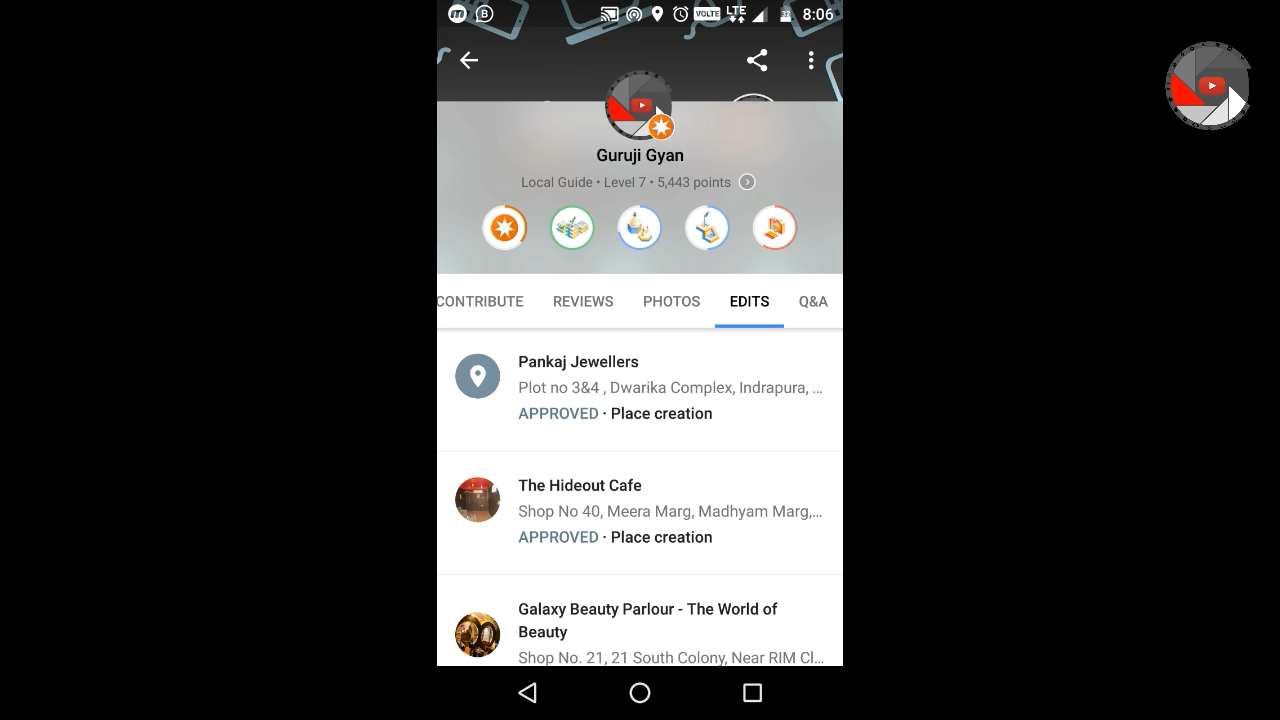 VOLTE LTE 8:06
Guruji Gyan
Local Guide • Level 7 • 5,443 points
CONTRIBUTE REVIEWS PHOTOS EDITS Q&A
Pankaj Jewellers
Plot no 3&4 , Dwarika Complex, Indrapura, ...
APPROVED · Place creation
The Hideout Cafe
Shop No 40, Meera Marg, Madhyam Marg,...
APPROVED · Place creation
Galaxy Beauty Parlour - The World of
Beauty
Shop No. 21, 21 South Colony, Near RIM Cl...